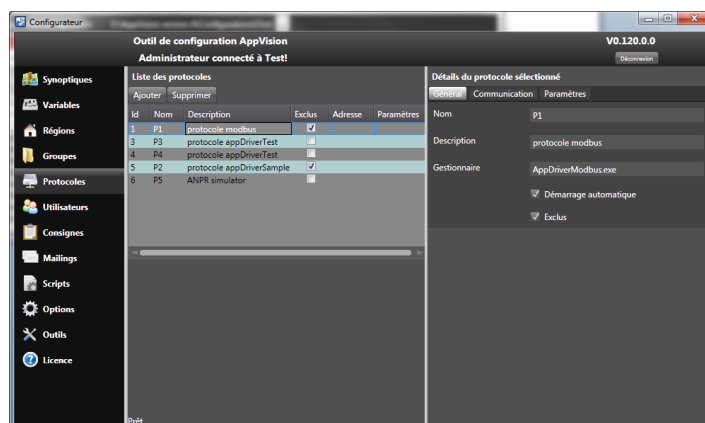 Configurateur
Outil de configuration AppVision
V0.120.0.0
Administrateur connecté à Test!
Déconnexion
Synoptiques
Variables
Régions
Groupes
Protocoles
Utilisateurs
Consignes
Mailings
Scripts
Options
Outils
Licence
Liste des protocoles
Ajouter Supprimer
Id Nom Description Exclus Adresse Paramètres
1 P1 protocole modbus
3 P3 protocole appDriverTest
4 P4 protocole appDriverTest
5 P2 protocole appDriverSample
6 P5 ANPR simulator
Prêt
Détails du protocole sélectionné
Général Communication Paramètres
Nom P1
Description protocole modbus
Gestionnaire AppDriverModbus.exe
Démarrage automatique
Exclus